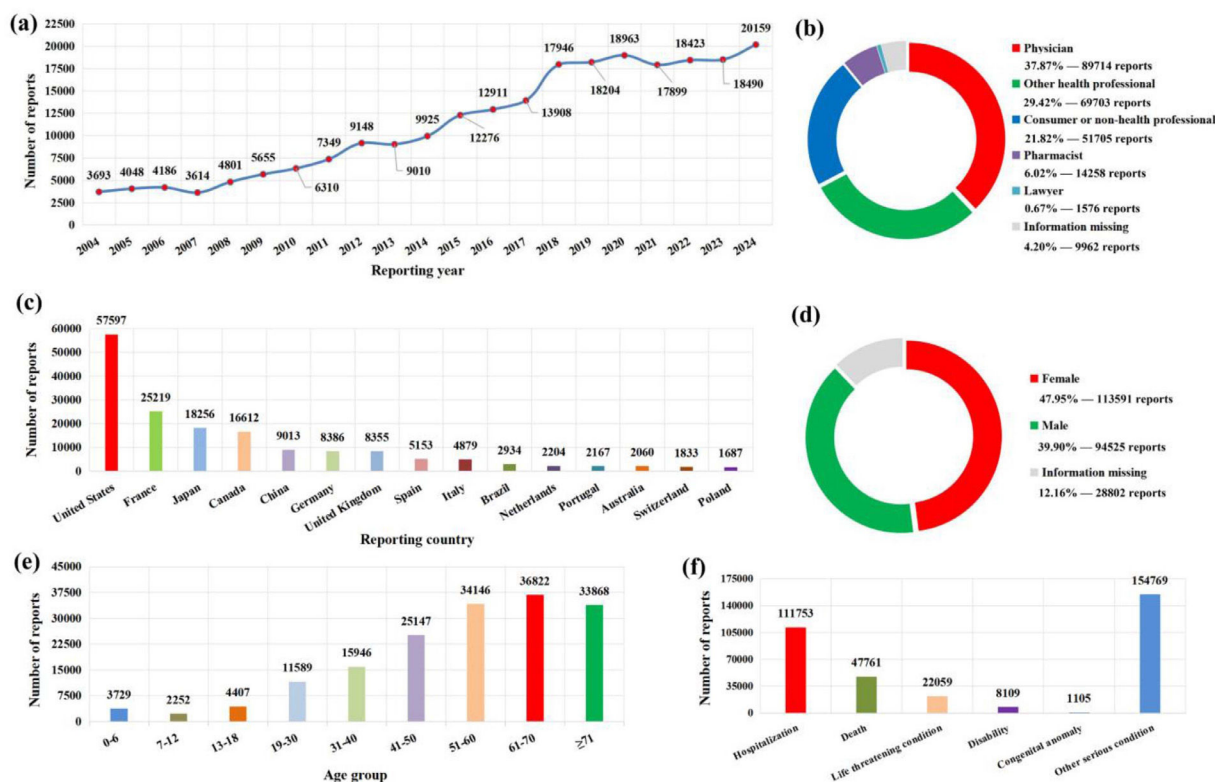 (a)
Number of reports
22500
20000
17500
15000
12500
10000
7500
5000
2500
0
3693
4048
4186
3614
4801
5655
6310
7349
9148
9010
9925
12276
12911
13908
17946
18204
18963
17899
18423
18490
20159
2004
2005
2006
2007
2008
2009
2010
2011
2012
2013
2014
2015
2016
2017
2018
2019
2020
2021
2022
2023
2024
Reporting year
(b)
Physician
37.87% — 89714 reports
Other health professional
29.42% — 69703 reports
Consumer or non-health professional
21.82% — 51705 reports
Pharmacist
6.02% — 14258 reports
Lawyer
0.67% — 1576 reports
Information missing
4.20% — 9962 reports
(c)
Number of reports
60000
50000
40000
30000
20000
10000
0
57597
25219
18256
16612
9013
8386
8355
5153
4879
2934
2204
2167
2060
1833
1687
United States
France
Japan
Canada
China
Germany
United Kingdom
Spain
Italy
Brazil
Netherlands
Portugal
Australia
Switzerland
Poland
Reporting country
(d)
Female
47.95% — 113591 reports
Male
39.90% — 94525 reports
Information missing
12.16% — 28802 reports
(e)
Number of reports
45000
37500
30000
22500
15000
7500
0
3729
2252
4407
11589
15946
25147
34146
36822
33868
0-6
7-12
13-18
19-30
31-40
41-50
51-60
61-70
≥71
Age group
(f)
Number of reports
175000
140000
105000
70000
35000
0
111753
47761
22059
8109
1105
154769
Hospitalization
Death
Life threatening condition
Disability
Congenital anomaly
Other serious condition